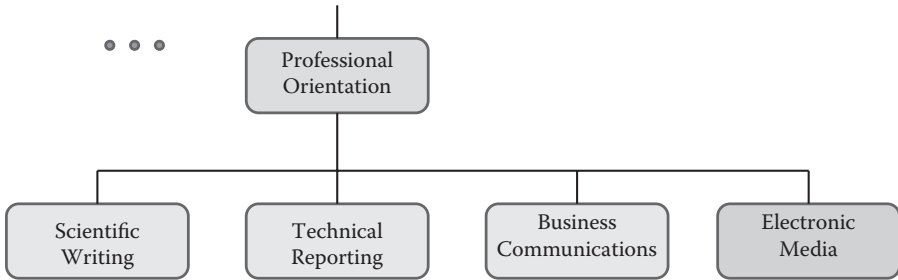 Professional
Orientation
Scientific
Writing
Technical
Reporting
Business
Communications
Electronic
Media